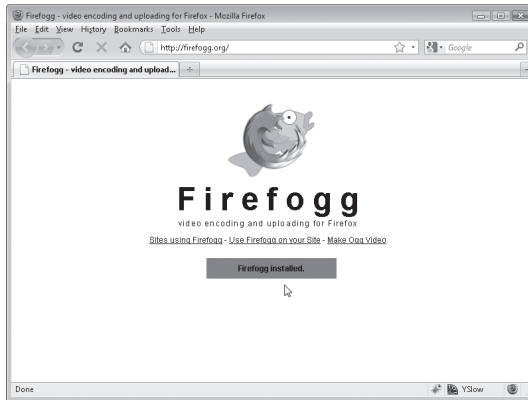 Firefogg - video encoding and uploading for Firefox - Mozilla Firefox
File Edit View History Bookmarks Tools Help
http://firefogg.org/ Google
Firefogg - video encoding and upload...
Firefogg
video encoding and uploading for Firefox
Sites using Firefogg - Use Firefogg on your Site - Make Ogg Video
Firefogg installed.
Done YSlow